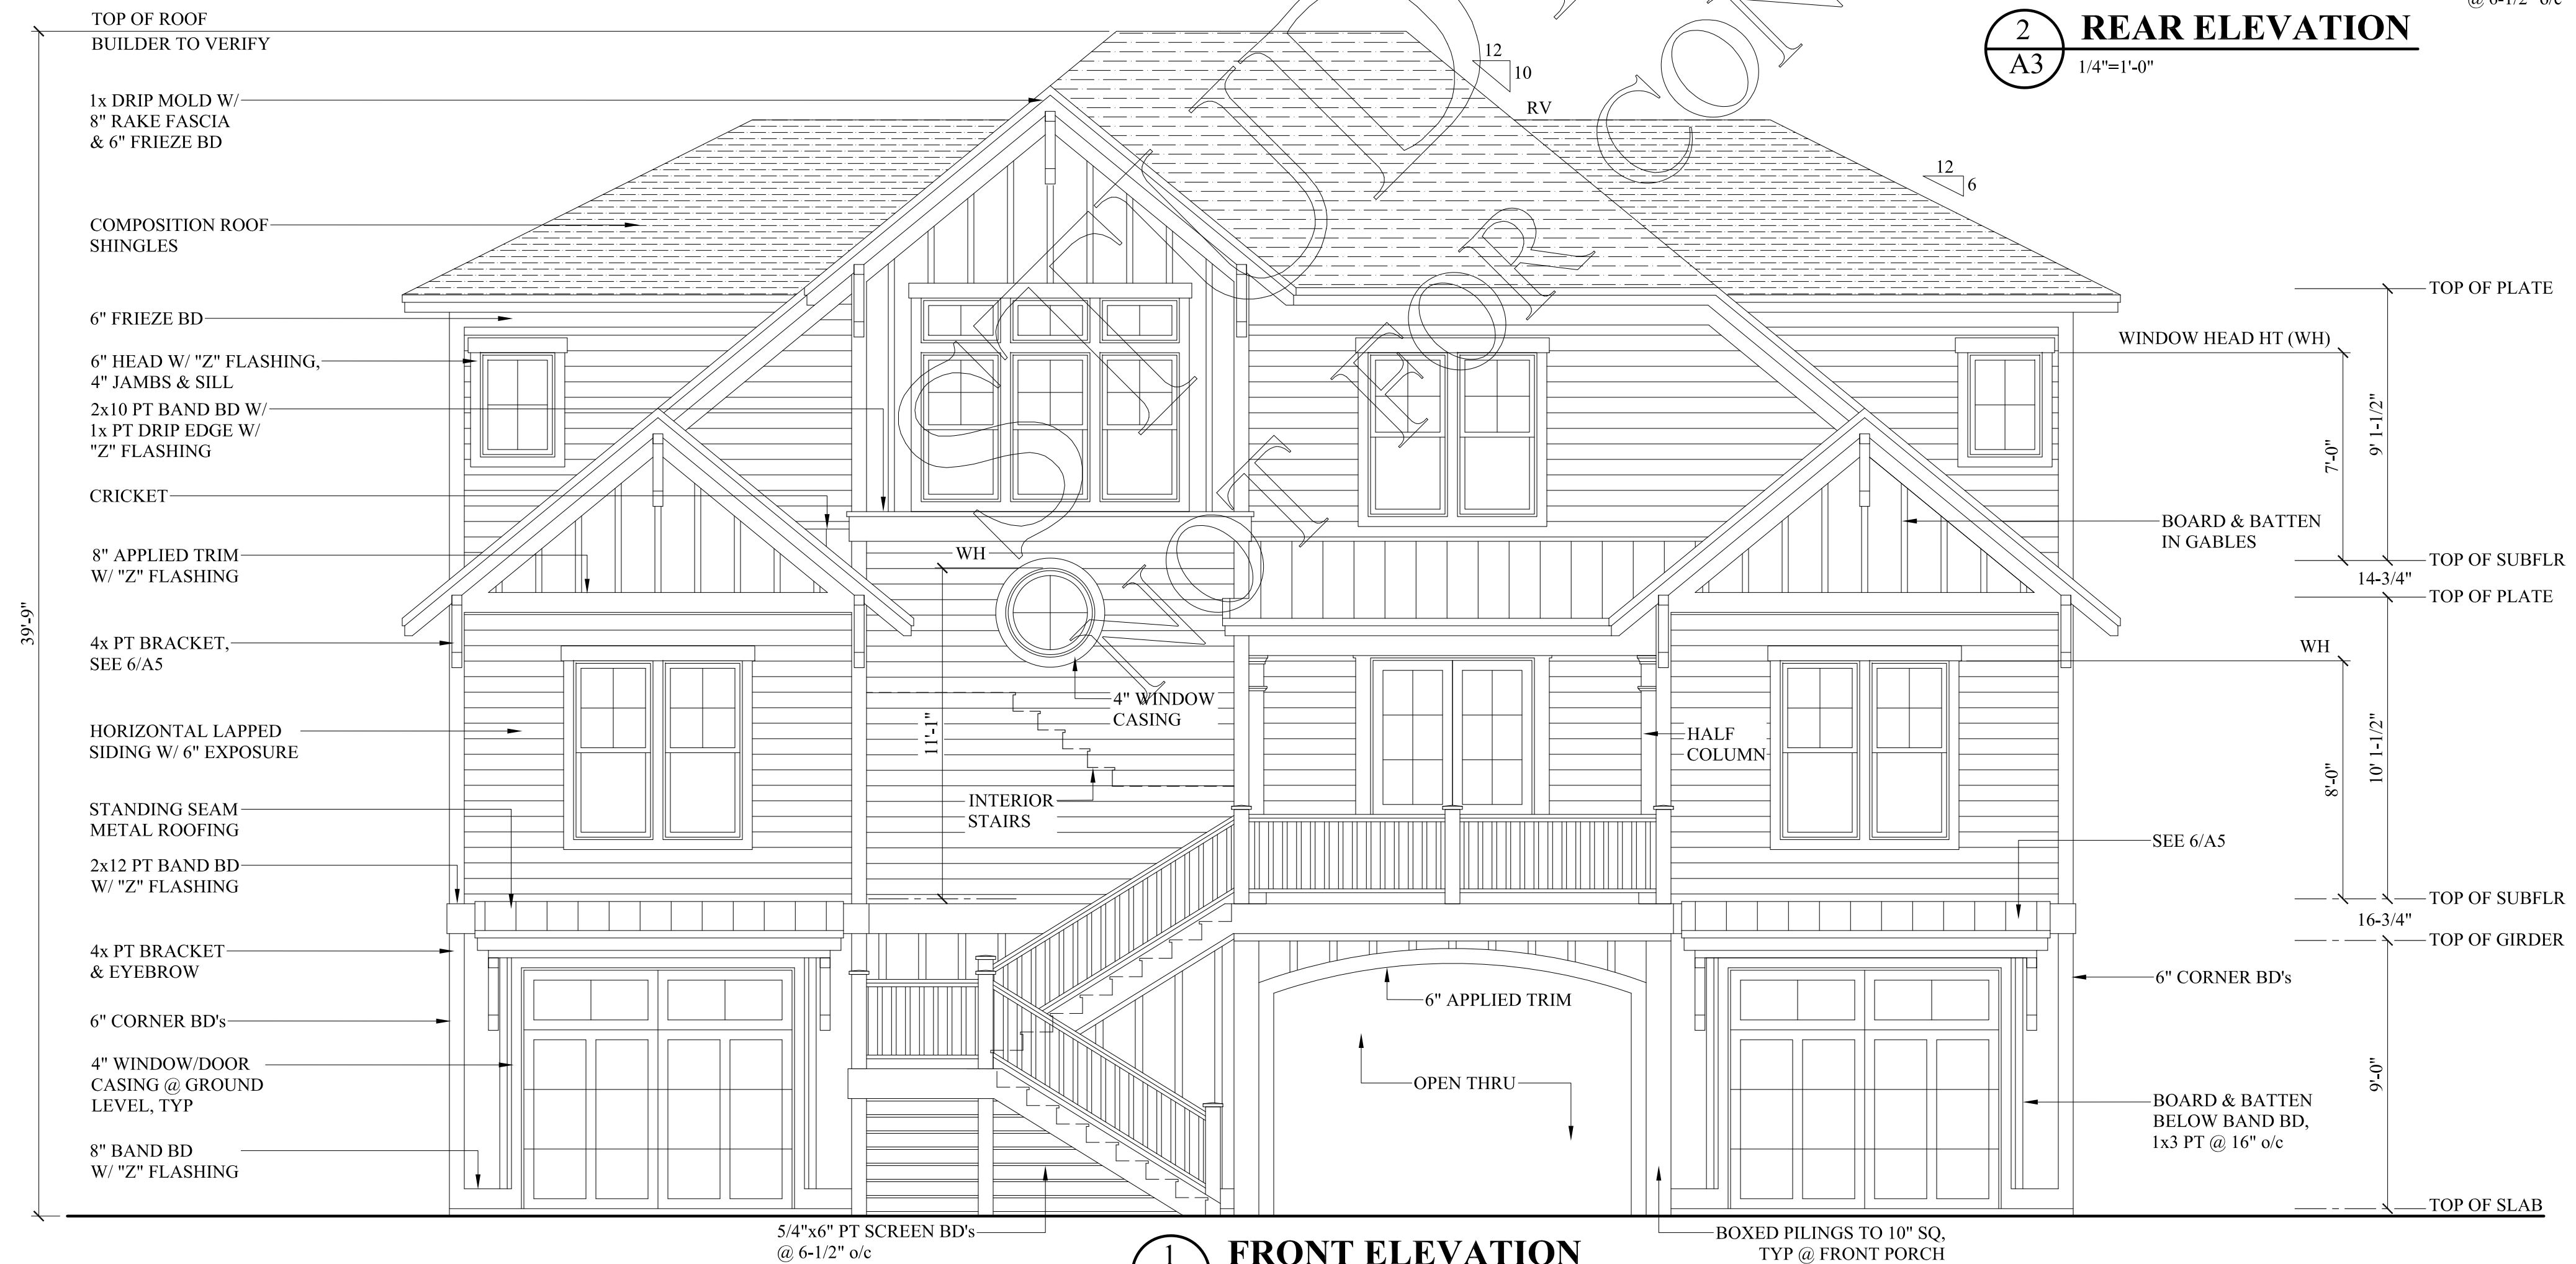 TOP OF ROOF
BUILDER TO VERIFY
1x DRIP MOLD W/
8" RAKE FASCIA
& 6" FRIEZE BD
COMPOSITION ROOF
SHINGLES
6" FRIEZE BD
6" HEAD W/ "Z" FLASHING,
4" JAMBS & SILL
2x10 PT BAND BD W/
1x PT DRIP EDGE W/
"Z" FLASHING
CRICKET
8" APPLIED TRIM
W/ "Z" FLASHING
39'-9"
4x PT BRACKET,
SEE 6/A5
HORIZONTAL LAPPED
SIDING W/ 6" EXPOSURE
STANDING SEAM
METAL ROOFING
2x12 PT BAND BD
W/ "Z" FLASHING
4x PT BRACKET
& EYEBROW
6" CORNER BD's
4" WINDOW/DOOR
CASING @ GROUND
LEVEL, TYP
8" BAND BD
W/ "Z" FLASHING
WH
11'-1"
4" WINDOW
CASING
INTERIOR
STAIRS
HALF
COLUMN
6" APPLIED TRIM
OPEN THRU
5/4"x6" PT SCREEN BD's
@ 6-1/2" o/c
BOXED PILINGS TO 10" SQ,
TYP @ FRONT PORCH
1
FRONT ELEVATION
12
10
RV
12
6
2
A3
REAR ELEVATION
1/4"=1'-0"
@ 6-1/2" o/c
TOP OF PLATE
WINDOW HEAD HT (WH)
7'-0"
9' 1-1/2"
BOARD & BATTEN
IN GABLES
TOP OF SUBFLR
14-3/4"
TOP OF PLATE
WH
8'-0"
10' 1-1/2"
SEE 6/A5
TOP OF SUBFLR
16-3/4"
TOP OF GIRDER
6" CORNER BD's
9'-0"
BOARD & BATTEN
BELOW BAND BD,
1x3 PT @ 16" o/c
TOP OF SLAB
NOT FOR